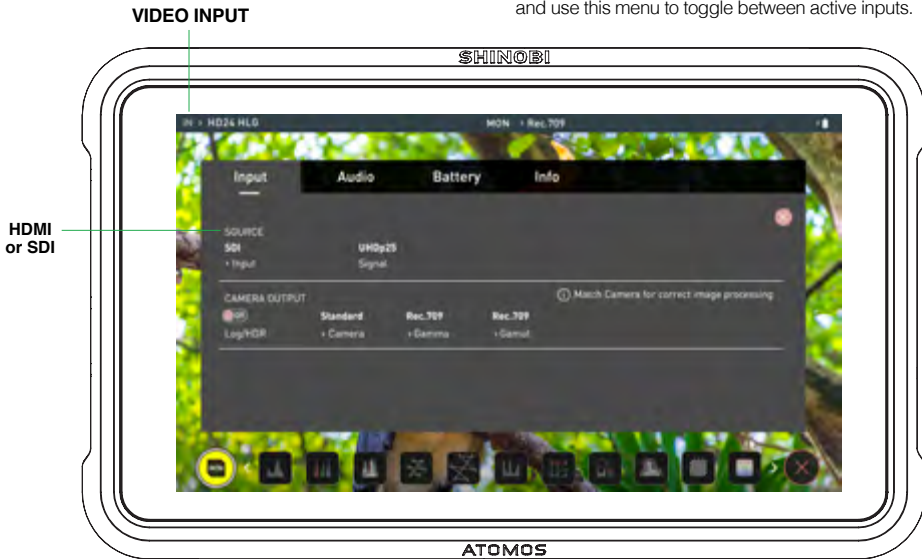 and use this menu to toggle between active inputs.
VIDEO INPUT
SHINOBI
IN > HD24 HLG MON > Rec.709
Input Audio Battery Info
HDMI
or SDI
SOURCE
SDI UHDp25
› Input Signal
CAMERA OUTPUT ⓘ Match Camera for correct image processing
Off Standard Rec.709 Rec.709
Log/HDR › Camera › Gamma › Gamut
ATOMOS